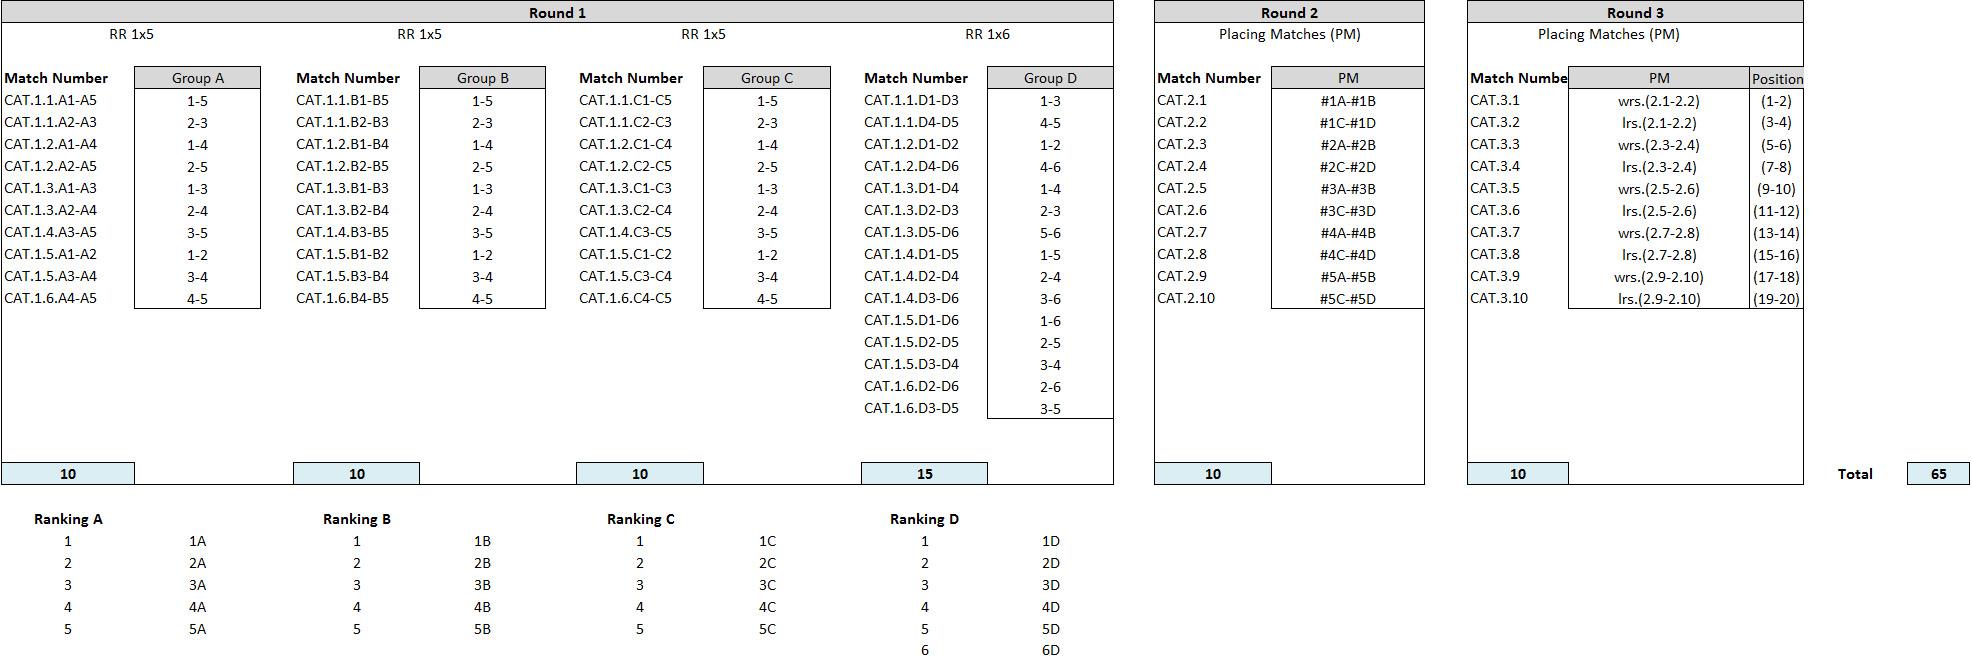 Round 1 Round 2 Round 3
RR 1x5 RR 1x5 RR 1x5 RR 1x6 Placing Matches (PM) Placing Matches (PM)
Match Number Group A Match Number Group B Match Number Group C Match Number Group D Match Number PM Match Numbe PM Position
CAT.1.1.A1-A5 1-5 CAT.1.1.B1-B5 1-5 CAT.1.1.C1-C5 1-5 CAT.1.1.D1-D3 1-3 CAT.2.1 #1A-#1B CAT.3.1 wrs.(2.1-2.2) (1-2)
CAT.1.1.A2-A3 2-3 CAT.1.1.B2-B3 2-3 CAT.1.1.C2-C3 2-3 CAT.1.1.D4-D5 4-5 CAT.2.2 #1C-#1D CAT.3.2 lrs.(2.1-2.2) (3-4)
CAT.1.2.A1-A4 1-4 CAT.1.2.B1-B4 1-4 CAT.1.2.C1-C4 1-4 CAT.1.2.D1-D2 1-2 CAT.2.3 #2A-#2B CAT.3.3 wrs.(2.3-2.4) (5-6)
CAT.1.2.A2-A5 2-5 CAT.1.2.B2-B5 2-5 CAT.1.2.C2-C5 2-5 CAT.1.2.D4-D6 4-6 CAT.2.4 #2C-#2D CAT.3.4 lrs.(2.3-2.4) (7-8)
CAT.1.3.A1-A3 1-3 CAT.1.3.B1-B3 1-3 CAT.1.3.C1-C3 1-3 CAT.1.3.D1-D4 1-4 CAT.2.5 #3A-#3B CAT.3.5 wrs.(2.5-2.6) (9-10)
CAT.1.3.A2-A4 2-4 CAT.1.3.B2-B4 2-4 CAT.1.3.C2-C4 2-4 CAT.1.3.D2-D3 2-3 CAT.2.6 #3C-#3D CAT.3.6 lrs.(2.5-2.6) (11-12)
CAT.1.4.A3-A5 3-5 CAT.1.4.B3-B5 3-5 CAT.1.4.C3-C5 3-5 CAT.1.3.D5-D6 5-6 CAT.2.7 #4A-#4B CAT.3.7 wrs.(2.7-2.8) (13-14)
CAT.1.5.A1-A2 1-2 CAT.1.5.B1-B2 1-2 CAT.1.5.C1-C2 1-2 CAT.1.4.D1-D5 1-5 CAT.2.8 #4C-#4D CAT.3.8 lrs.(2.7-2.8) (15-16)
CAT.1.5.A3-A4 3-4 CAT.1.5.B3-B4 3-4 CAT.1.5.C3-C4 3-4 CAT.1.4.D2-D4 2-4 CAT.2.9 #5A-#5B CAT.3.9 wrs.(2.9-2.10) (17-18)
CAT.1.6.A4-A5 4-5 CAT.1.6.B4-B5 4-5 CAT.1.6.C4-C5 4-5 CAT.1.4.D3-D6 3-6 CAT.2.10 #5C-#5D CAT.3.10 lrs.(2.9-2.10) (19-20)
CAT.1.5.D1-D6 1-6
CAT.1.5.D2-D5 2-5
CAT.1.5.D3-D4 3-4
CAT.1.6.D2-D6 2-6
CAT.1.6.D3-D5 3-5
10 10 10 15 10 10 Total 65
Ranking A Ranking B Ranking C Ranking D
1 1A 1 1B 1 1C 1 1D
2 2A 2 2B 2 2C 2 2D
3 3A 3 3B 3 3C 3 3D
4 4A 4 4B 4 4C 4 4D
5 5A 5 5B 5 5C 5 5D
6 6D